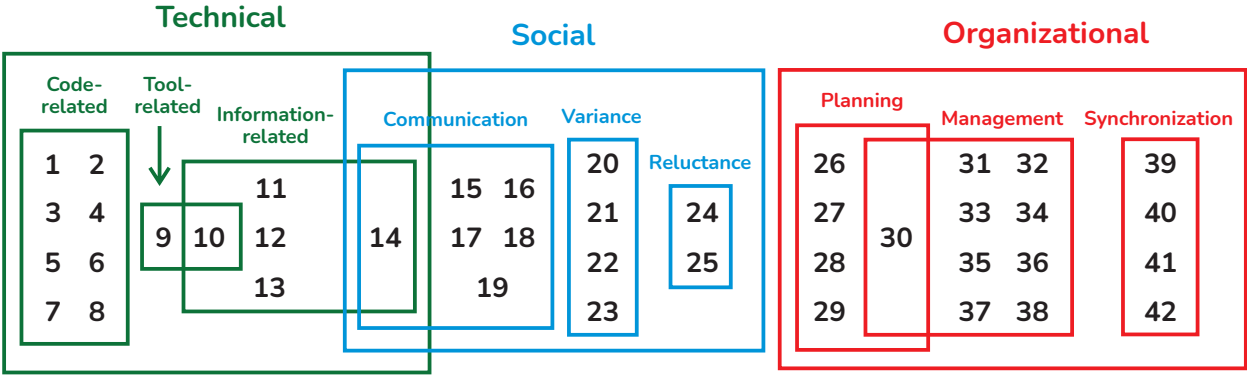 Technical
Social
Organizational
Code-
related
Tool-
related
Information-
related
Communication
Variance
Reluctance
Planning
Management
Synchronization
1 2
3 4
5 6
7 8
9 10
11
12
13
14
15 16
17 18
19
20
21
22
23
24
25
26
27
28
29
30
31 32
33 34
35 36
37 38
39
40
41
42